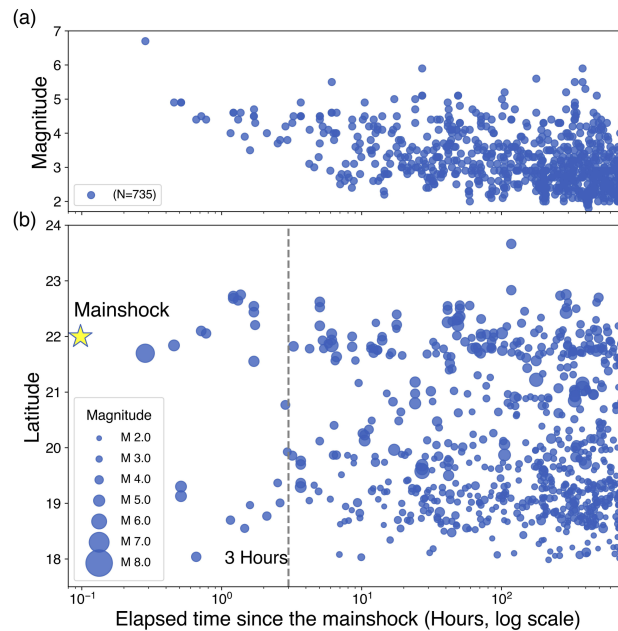 (a)
7
6
5
4
3
2
Magnitude
(N=735)
(b)
24
23
22
21
20
19
18
Latitude
Mainshock
Magnitude
M 2.0
M 3.0
M 4.0
M 5.0
M 6.0
M 7.0
M 8.0
3 Hours
10⁻¹ 10⁰ 10¹ 10²
Elapsed time since the mainshock (Hours, log scale)